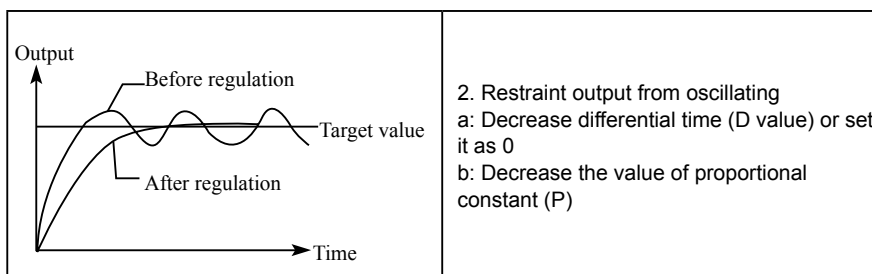 Output
Before regulation
Target value
After regulation
Time
2. Restraint output from oscillating
a: Decrease differential time (D value) or set
it as 0
b: Decrease the value of proportional
constant (P)